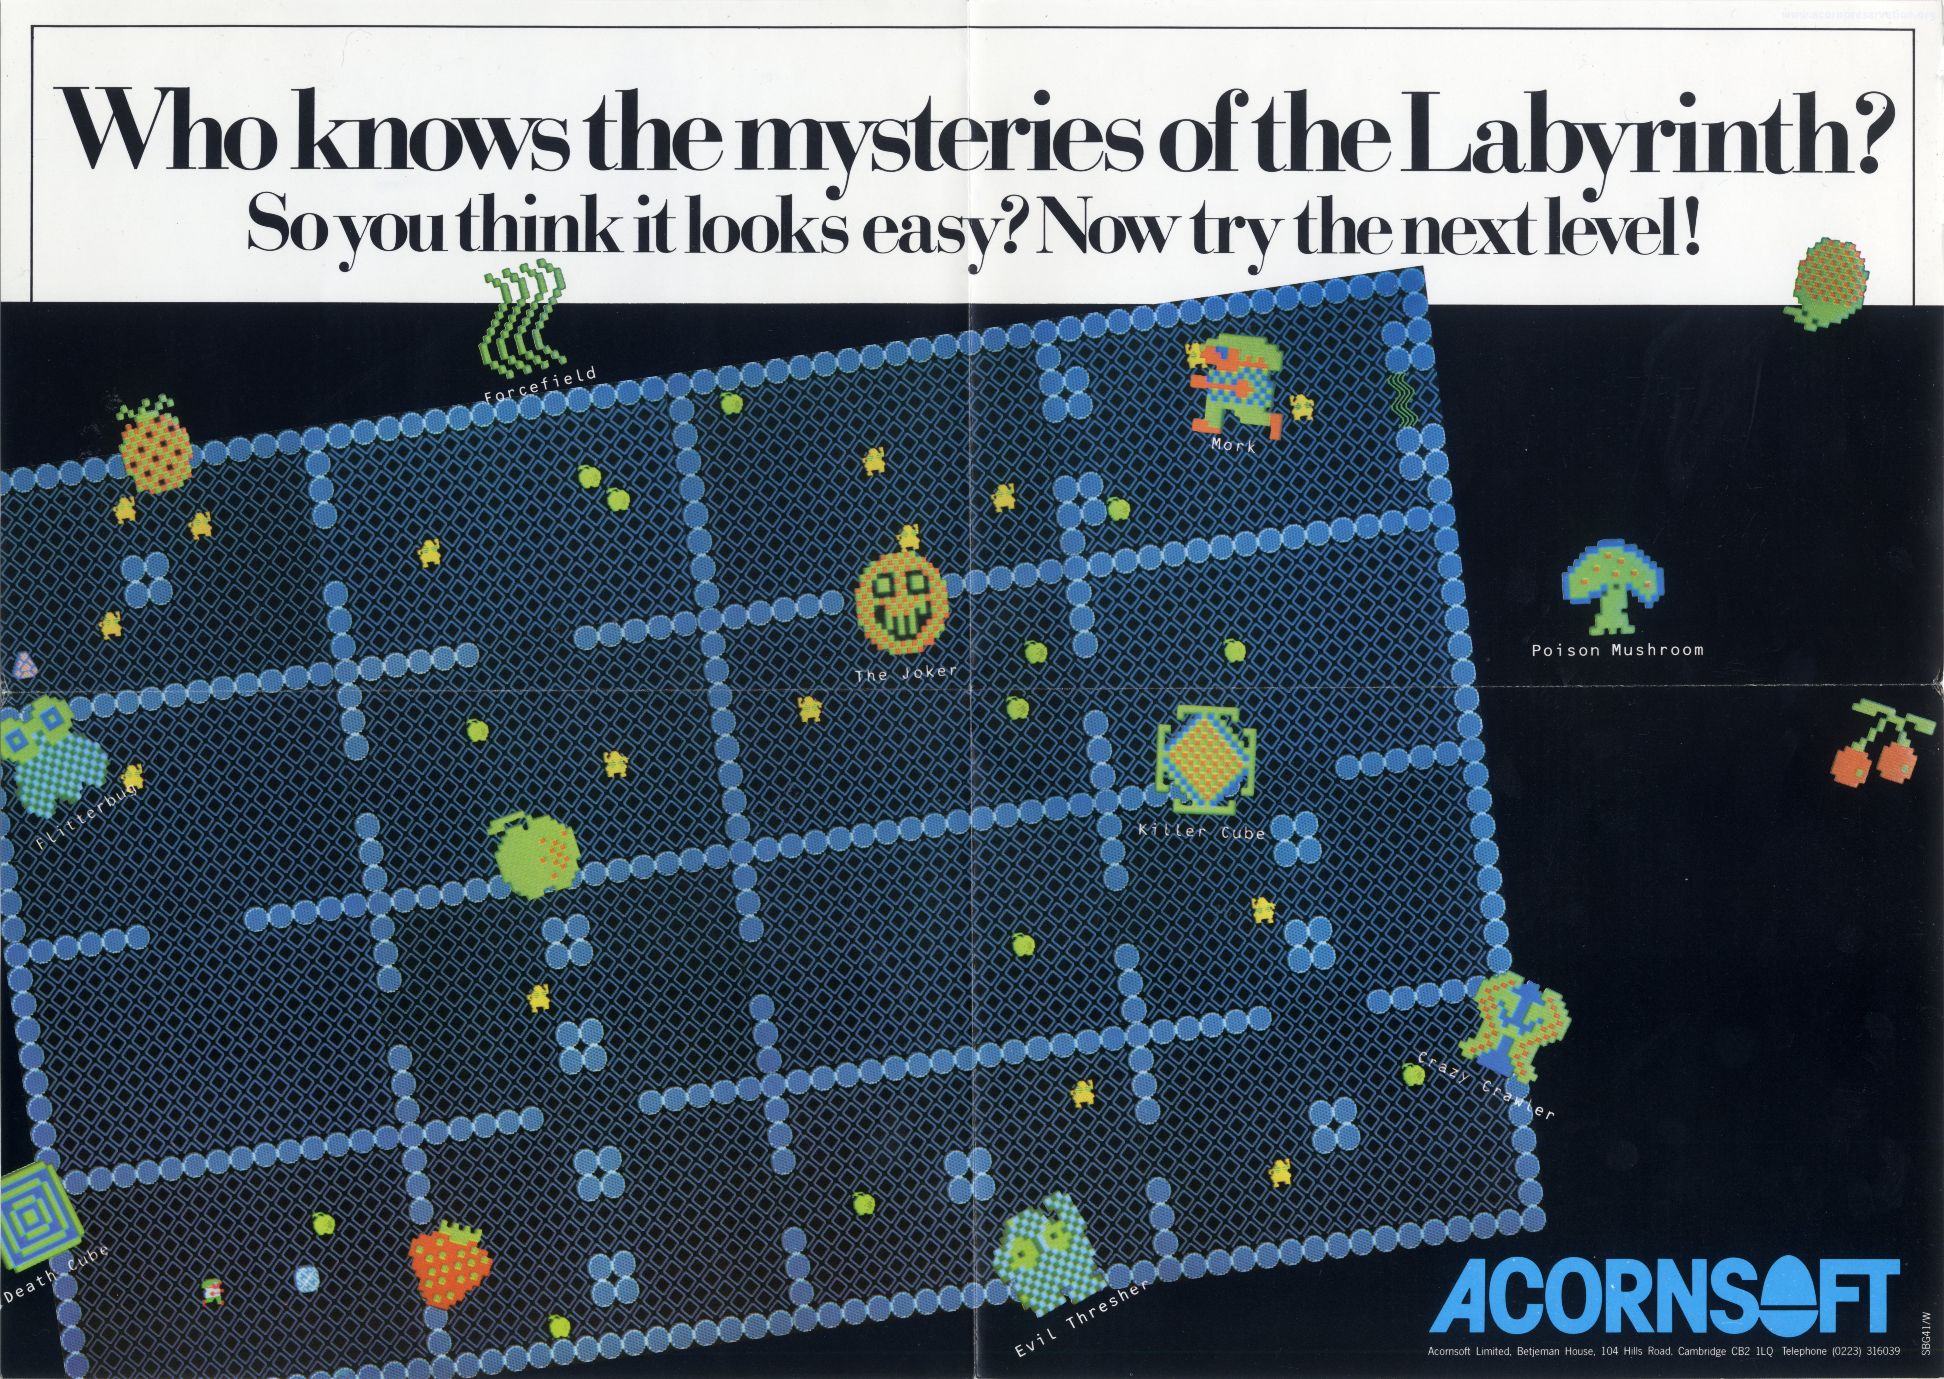 www.acornpreservation.org
Who knows the mysteries of the Labyrinth?
So you think it looks easy? Now try the next level!
Forcefield
Mork
The Joker
Poison Mushroom
Flitterbug
Killer Cube
Crazy Crawler
Death Cube
Evil Thresher
ACORNSOFT
Acornsoft Limited, Betjeman House, 104 Hills Road, Cambridge CB2 1LQ Telephone (0223) 316039
SBG41/W